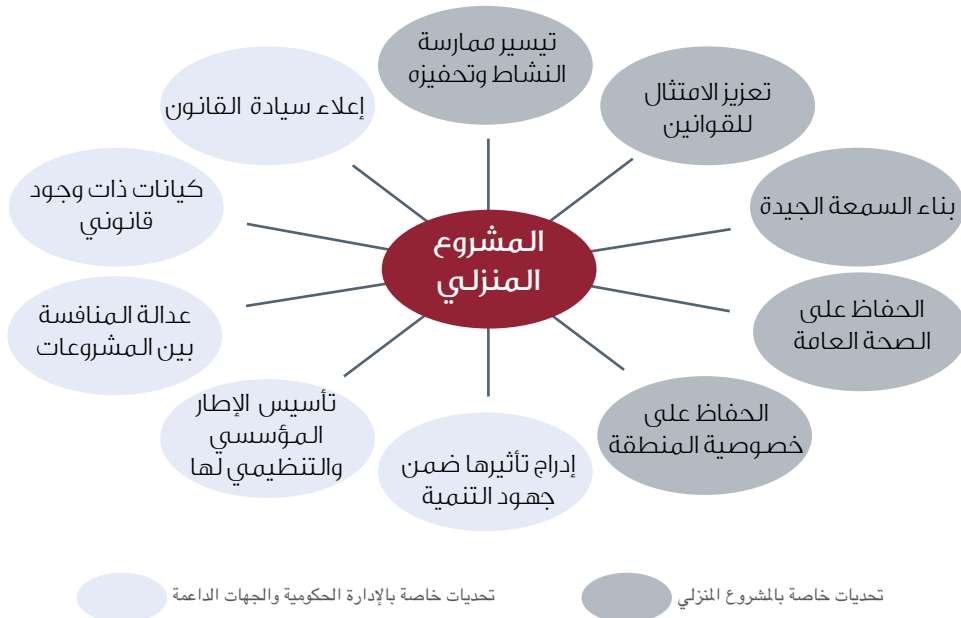 تيسير ممارسة
النشاط وتحفيزه
تعزيز الامتثال
للقوانين
بناء السمعة الجيدة
الحفاظ على
الصحة العامة
الحفاظ على
خصوصية المنطقة
إدراج تأثيرها ضمن
جهود التنمية
تأسيس الإطار
المؤسسي
والتنظيمي لها
عدالة المنافسة
بين المشروعات
كيانات ذات وجود
قانوني
إعلاء سيادة القانون
المشروع
المنزلي
تحديات خاصة بالمشروع المنزلي
تحديات خاصة بالإدارة الحكومية والجهات الداعمة